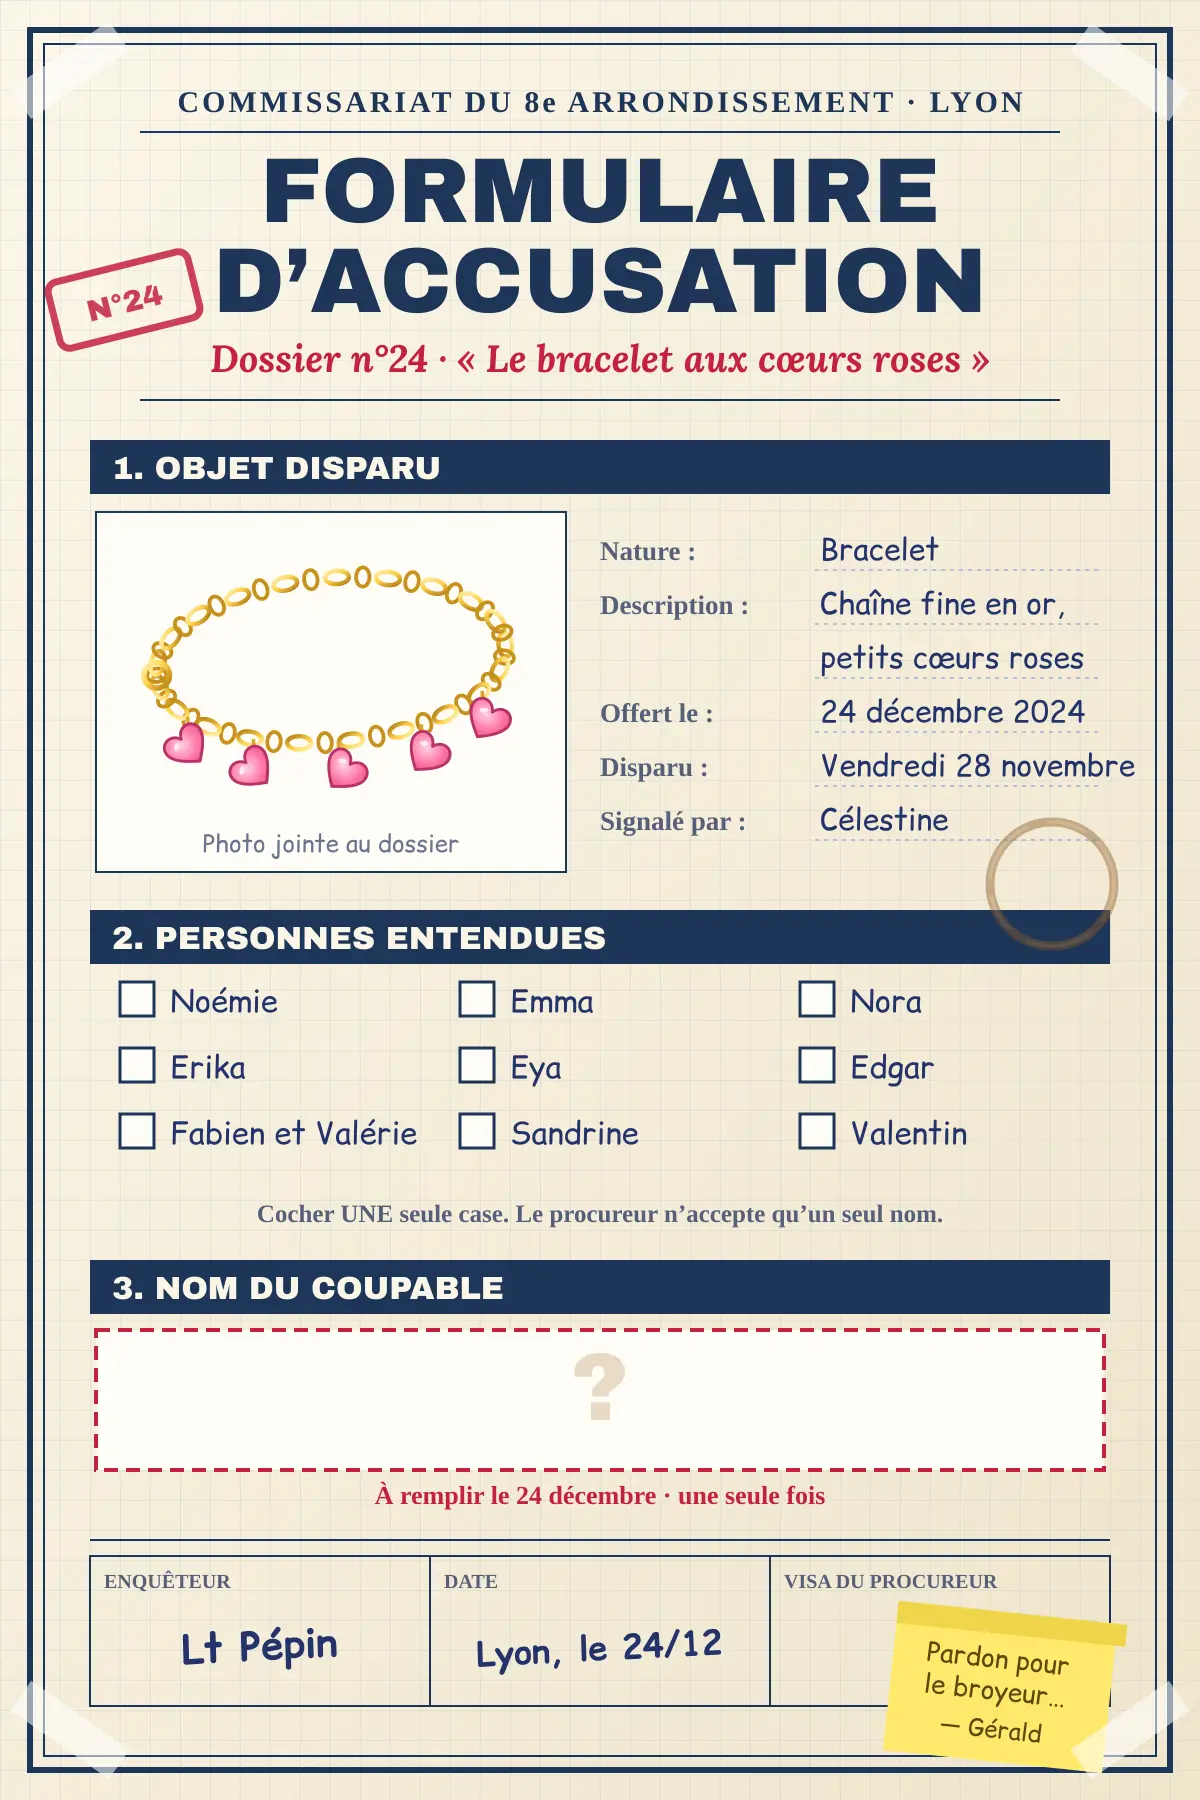 COMMISSARIAT DU 8e ARRONDISSEMENT · LYON
FORMULAIRE
D’ACCUSATION
N°24
Dossier n°24 · « Le bracelet aux cœurs roses »
1. OBJET DISPARU
Photo jointe au dossier
Nature : Bracelet
Description : Chaîne fine en or,
petits cœurs roses
Offert le : 24 décembre 2024
Disparu : Vendredi 28 novembre
Signalé par : Célestine
2. PERSONNES ENTENDUES
Noémie Emma Nora
Erika Eya Edgar
Fabien et Valérie Sandrine Valentin
Cocher UNE seule case. Le procureur n’accepte qu’un seul nom.
3. NOM DU COUPABLE
?
À remplir le 24 décembre · une seule fois
ENQUÊTEUR DATE VISA DU PROCUREUR
Lt Pépin Lyon, le 24/12
Pardon pour
le broyeur...
— Gérald